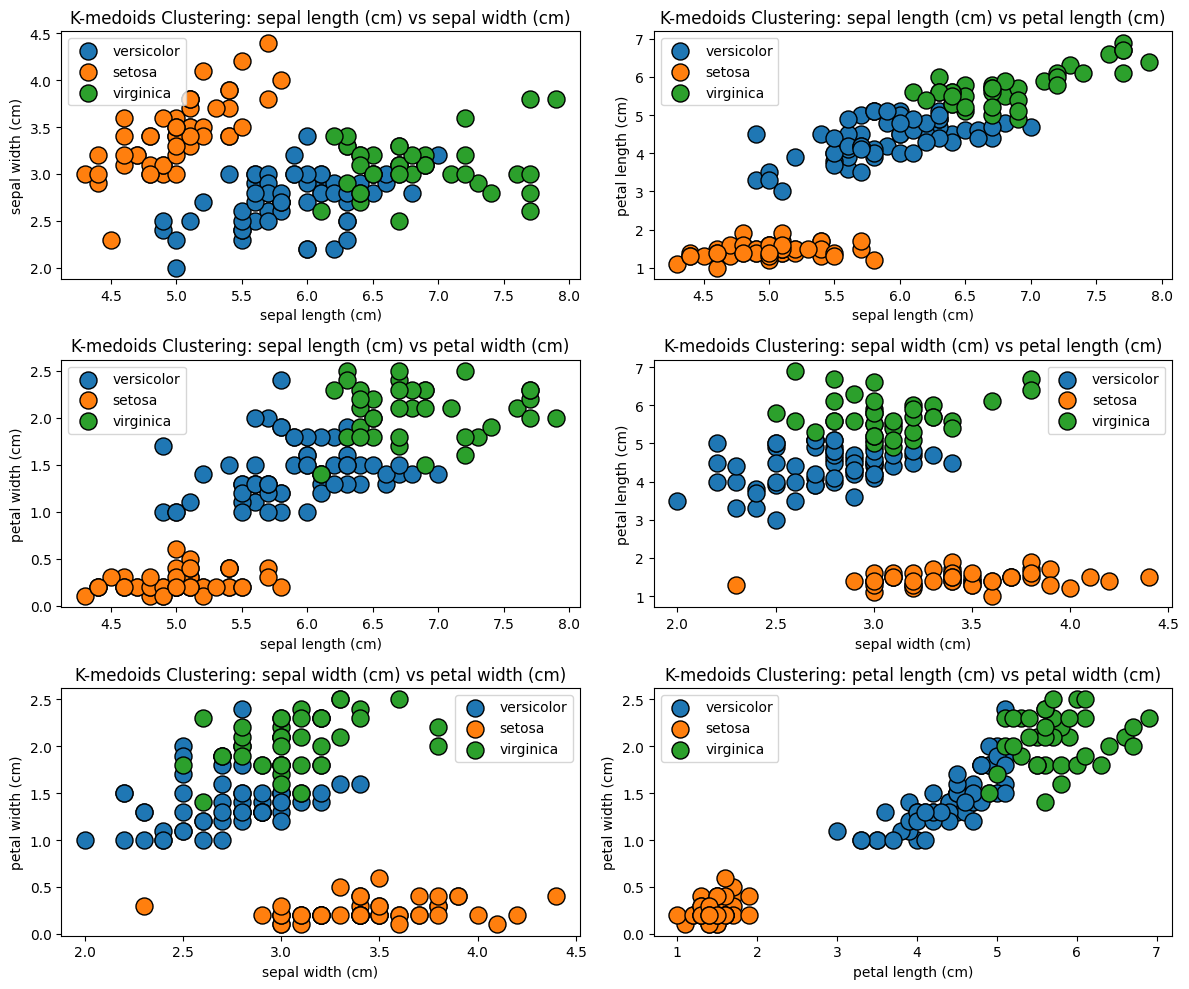 K-medoids Clustering: sepal length (cm) vs sepal width (cm)
versicolor
setosa
virginica
4.5
4.0
3.5
3.0
2.5
2.0
sepal width (cm)
4.5 5.0 5.5 6.0 6.5 7.0 7.5 8.0
sepal length (cm)
K-medoids Clustering: sepal length (cm) vs petal length (cm)
versicolor
setosa
virginica
7
6
5
4
3
2
1
petal length (cm)
4.5 5.0 5.5 6.0 6.5 7.0 7.5 8.0
sepal length (cm)
K-medoids Clustering: sepal length (cm) vs petal width (cm)
versicolor
setosa
virginica
2.5
2.0
1.5
1.0
0.5
0.0
petal width (cm)
4.5 5.0 5.5 6.0 6.5 7.0 7.5 8.0
sepal length (cm)
K-medoids Clustering: sepal width (cm) vs petal length (cm)
versicolor
setosa
virginica
7
6
5
4
3
2
1
petal length (cm)
2.0 2.5 3.0 3.5 4.0 4.5
sepal width (cm)
K-medoids Clustering: sepal width (cm) vs petal width (cm)
versicolor
setosa
virginica
2.5
2.0
1.5
1.0
0.5
0.0
petal width (cm)
2.0 2.5 3.0 3.5 4.0 4.5
sepal width (cm)
K-medoids Clustering: petal length (cm) vs petal width (cm)
versicolor
setosa
virginica
2.5
2.0
1.5
1.0
0.5
0.0
petal width (cm)
1 2 3 4 5 6 7
petal length (cm)